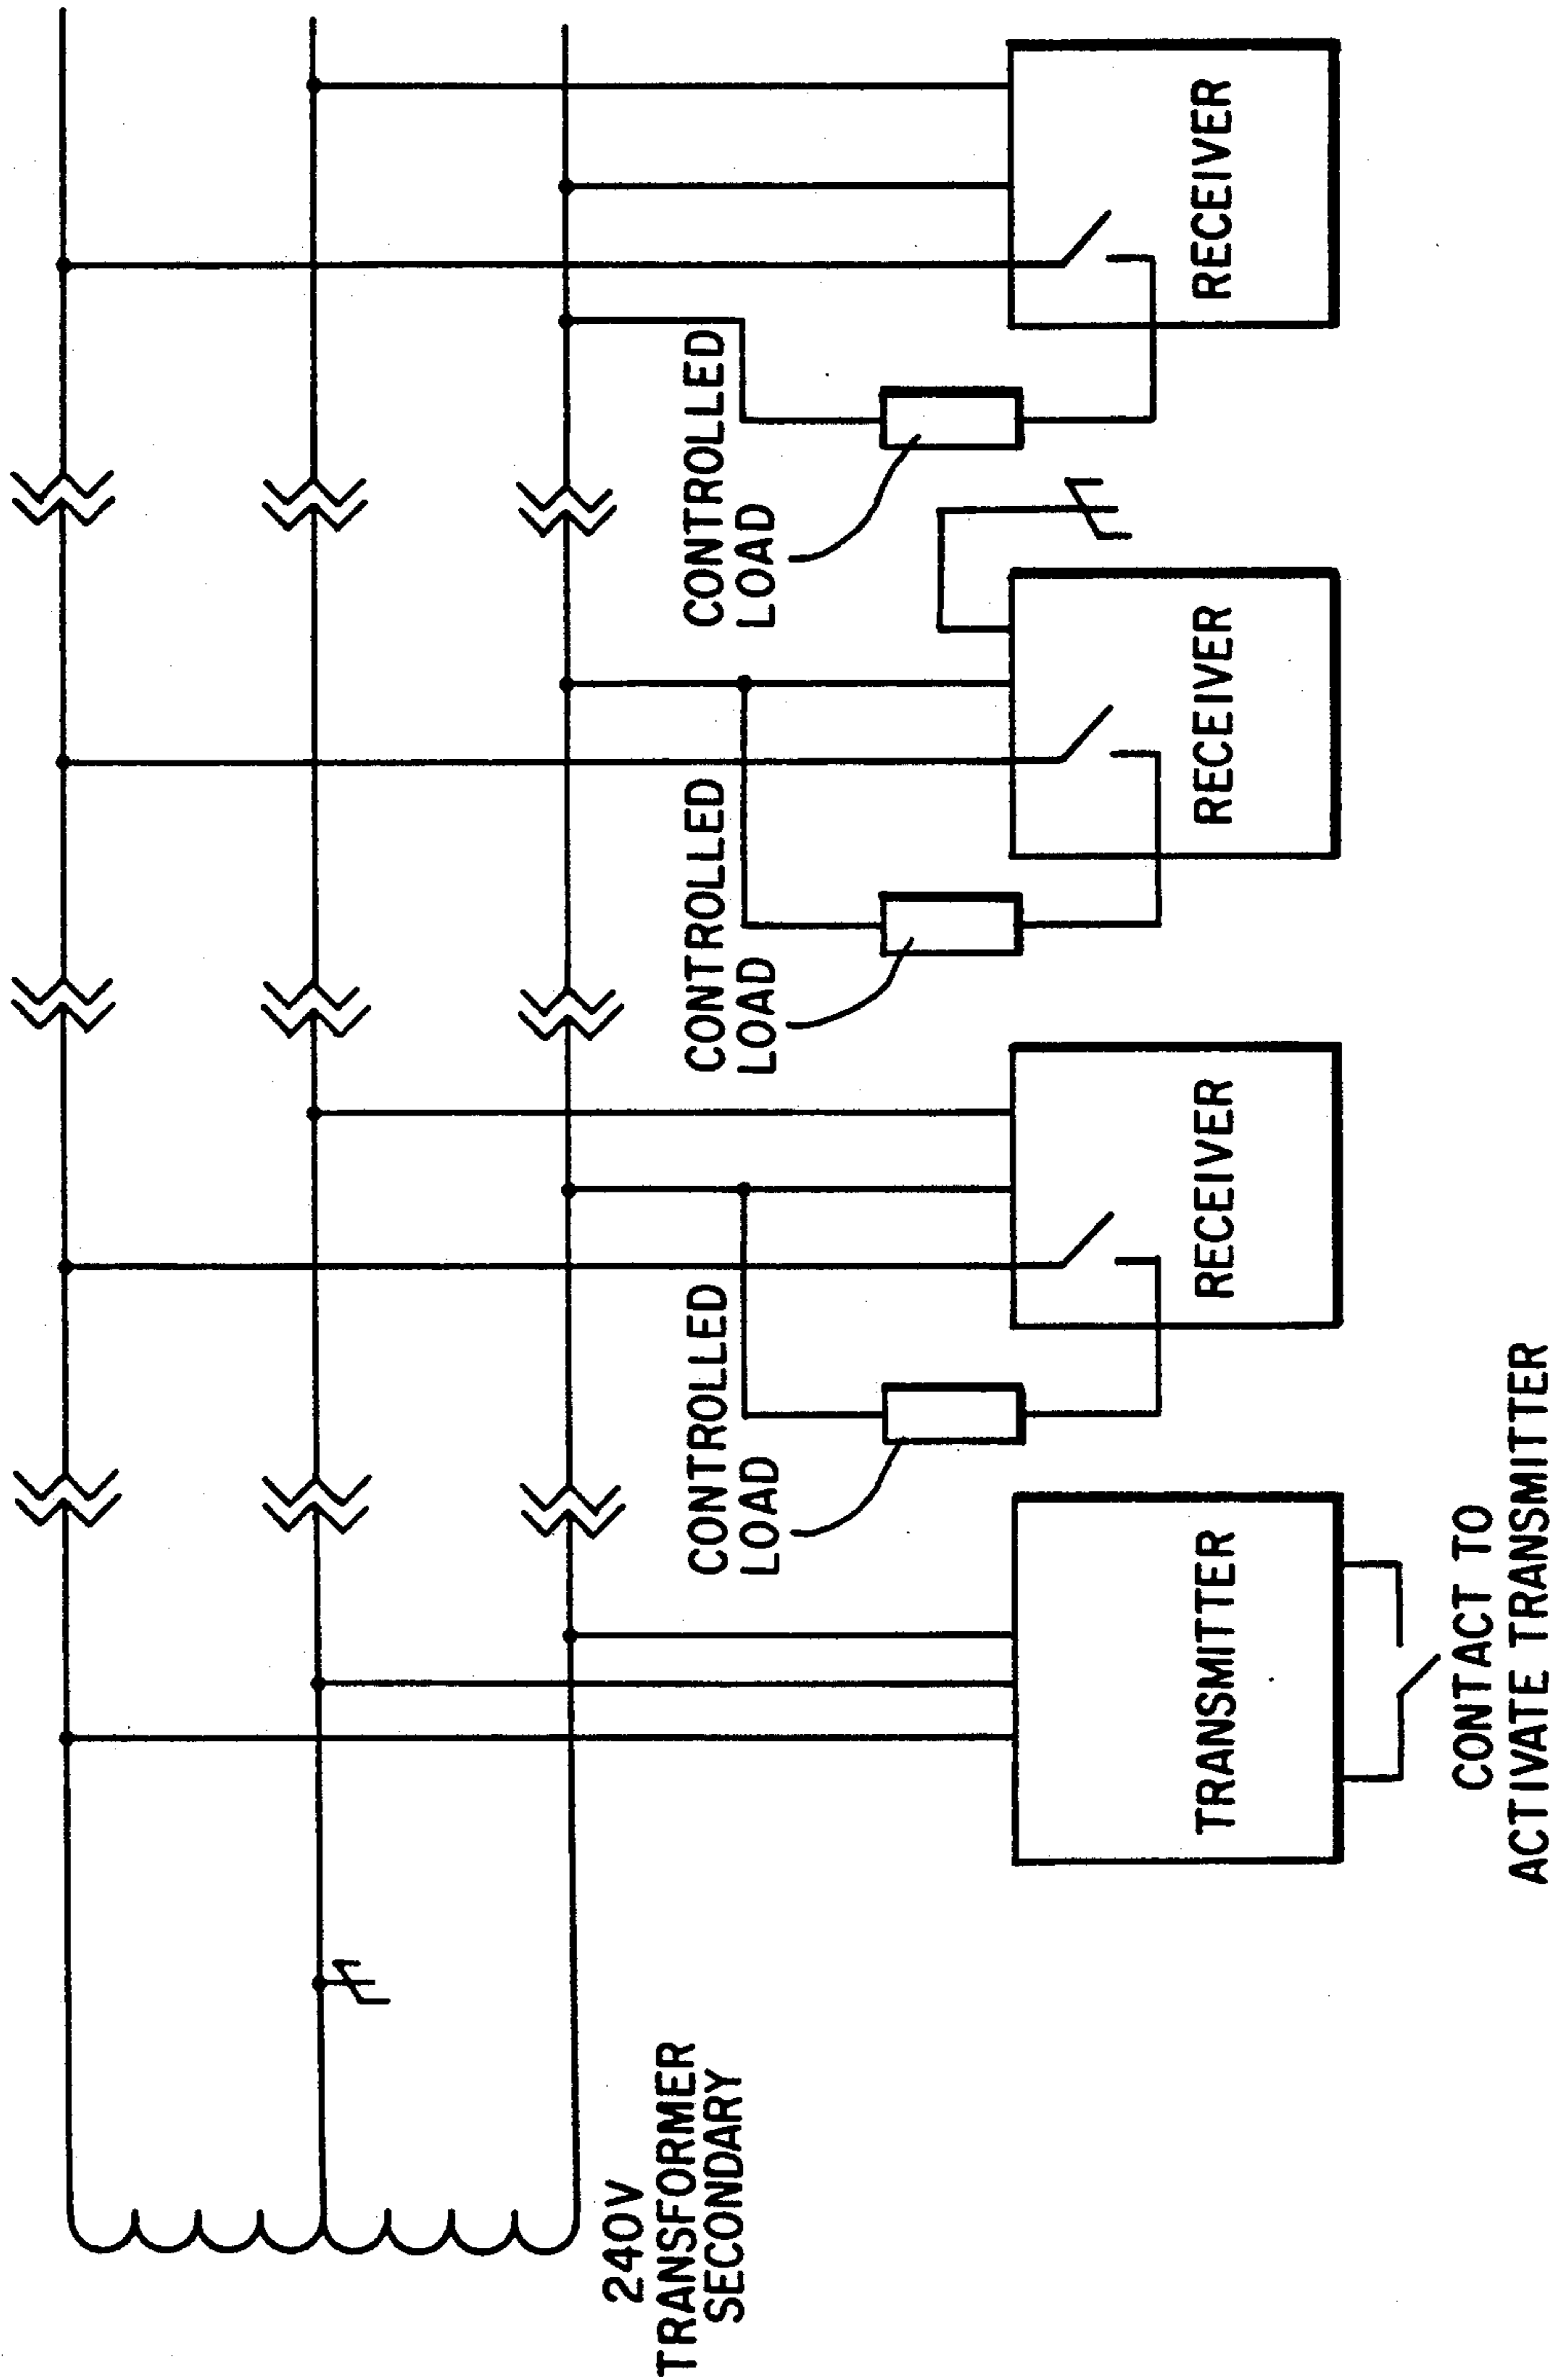 240V
TRANSFORMER
SECONDARY
TRANSMITTER
CONTACT TO
ACTIVATE TRANSMITTER
CONTROLLED
LOAD
RECEIVER
CONTROLLED
LOAD
RECEIVER
CONTROLLED
LOAD
RECEIVER